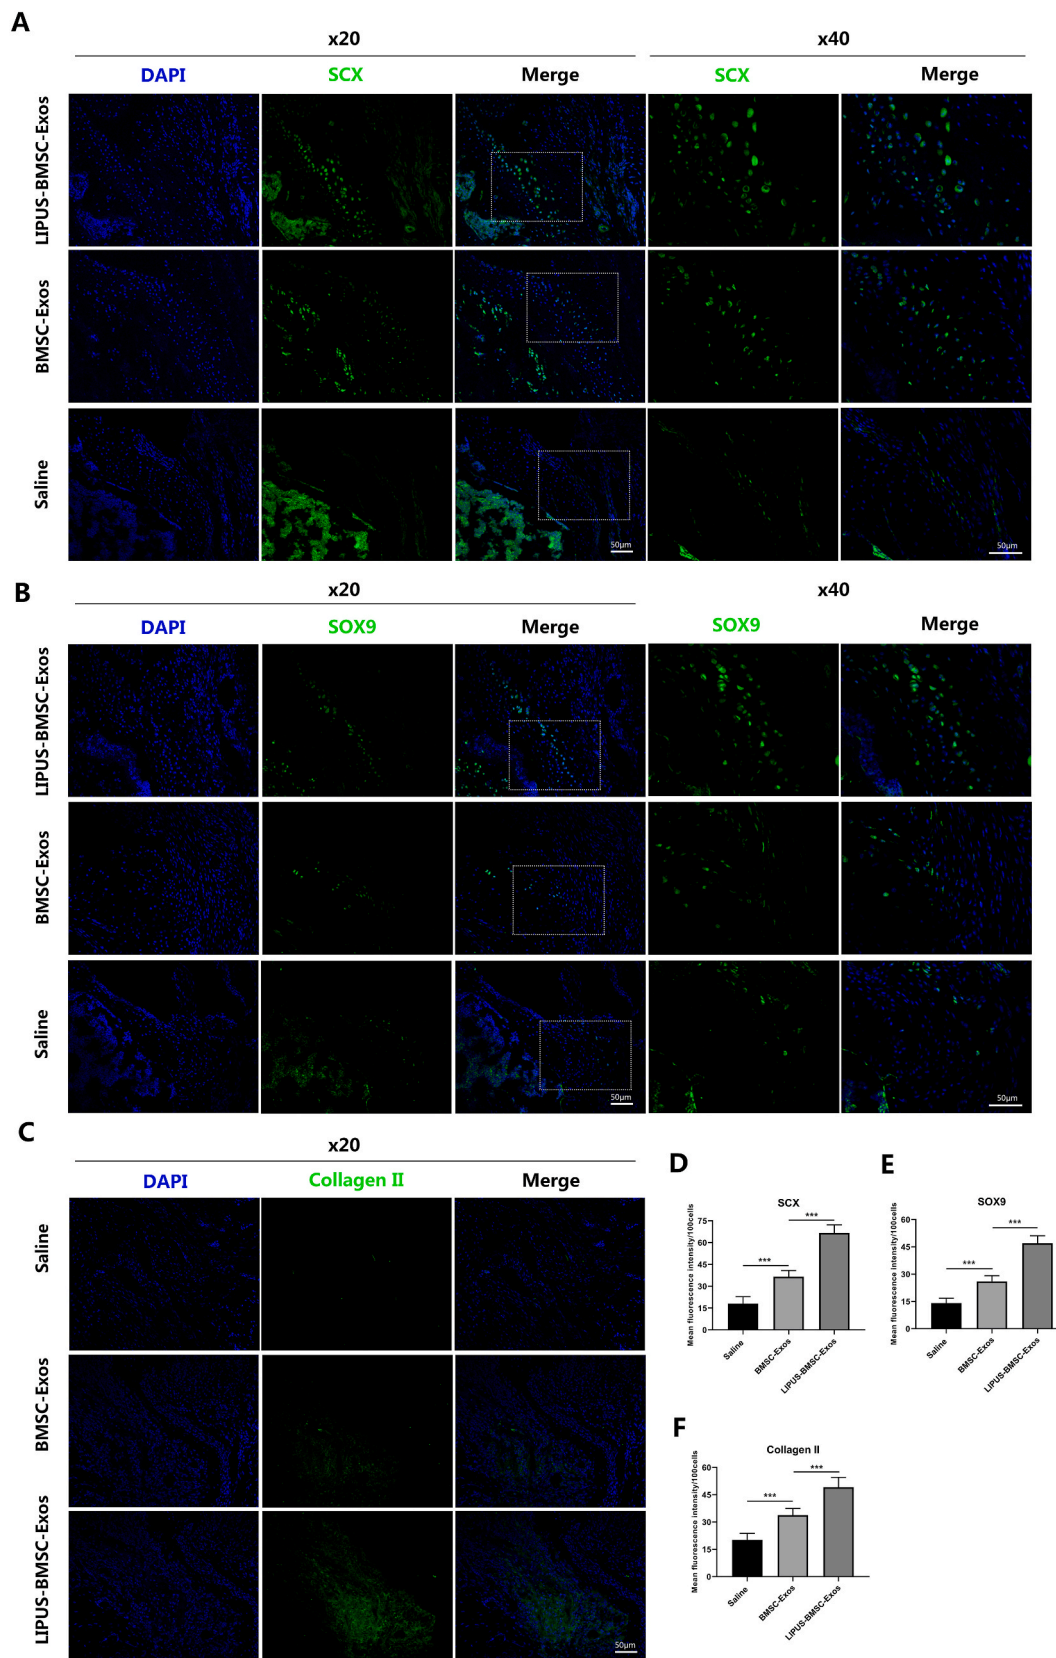 A
x20
x40
DAPI
SCX
Merge
SCX
Merge
LIPUS-BMSC-Exos
BMSC-Exos
Saline
50μm
50μm
B
x20
x40
DAPI
SOX9
Merge
SOX9
Merge
LIPUS-BMSC-Exos
BMSC-Exos
Saline
50μm
50μm
C
x20
DAPI
Collagen II
Merge
Saline
BMSC-Exos
LIPUS-BMSC-Exos
50μm
D
SCX
Mean fluorescence intensity/100cells
75
60
45
30
15
0
***
***
Saline
BMSC-Exos
LIPUS-BMSC-Exos
E
SOX9
Mean fluorescence intensity/100cells
60
45
30
15
0
***
***
Saline
BMSC-Exos
LIPUS-BMSC-Exos
F
Collagen II
Mean fluorescence intensity/100cells
60
45
30
15
0
***
***
Saline
BMSC-Exos
LIPUS-BMSC-Exos